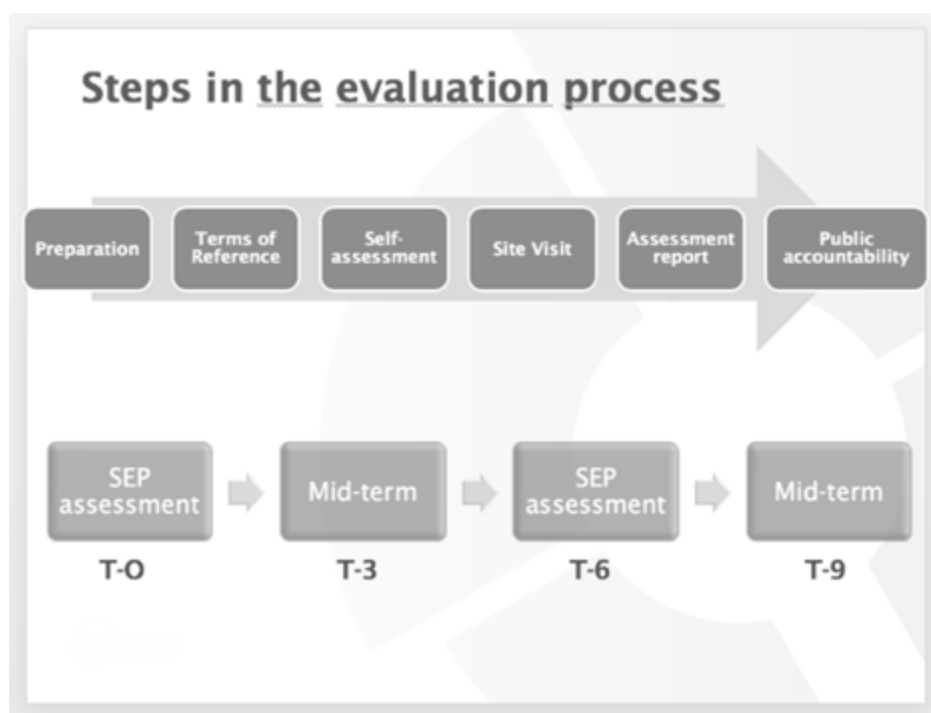 Steps in the evaluation process
Preparation
Terms of
Reference
Self-
assessment
Site Visit
Assessment
report
Public
accountability
SEP
assessment
Mid-term
SEP
assessment
Mid-term
T-0
T-3
T-6
T-9